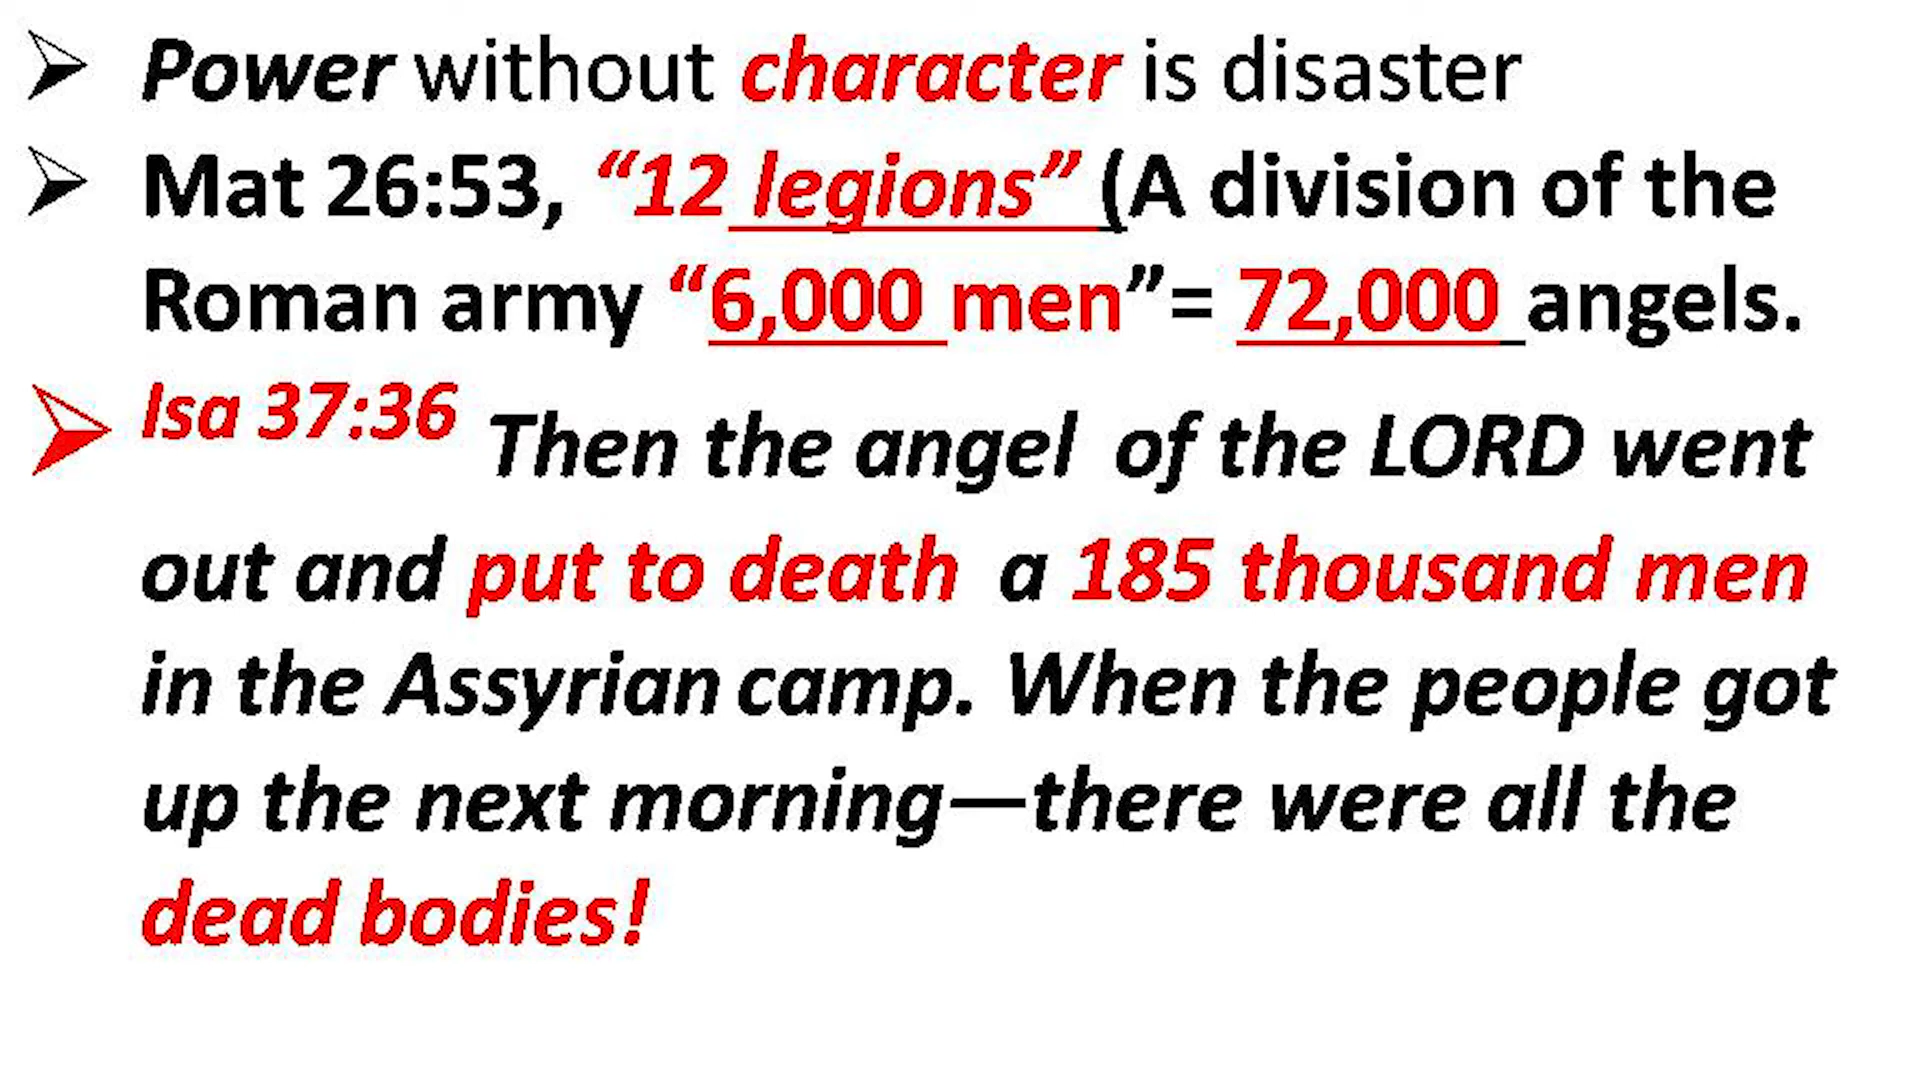 ➢ Power without character is disaster
➢ Mat 26:53, “12 legions” (A division of the
Roman army “6,000 men”= 72,000 angels.
➢ Isa 37:36 Then the angel of the LORD went
out and put to death a 185 thousand men
in the Assyrian camp. When the people got
up the next morning—there were all the
dead bodies!